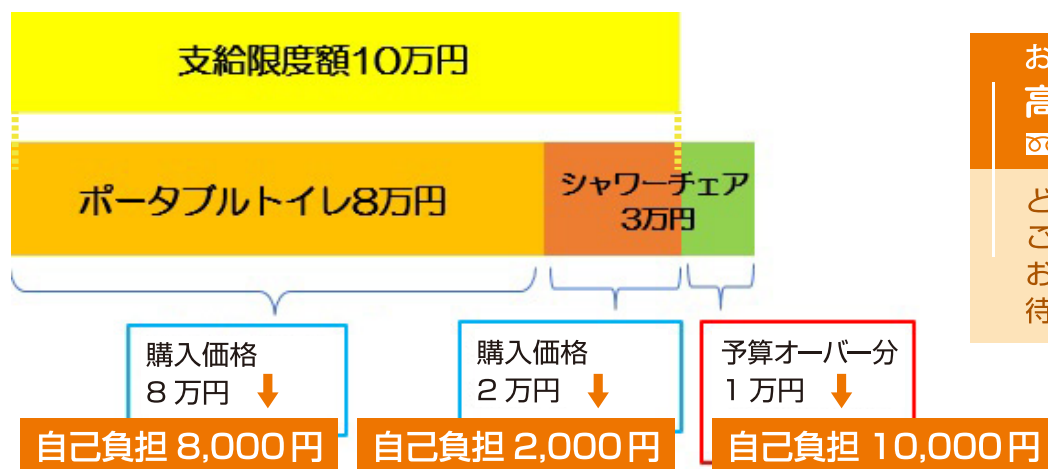 支給限度額10万円
ポータブルトイレ8万円
シャワーチェア
3万円
購入価格
8万円
自己負担 8,000円
購入価格
2万円
自己負担 2,000円
予算オーバー分
1万円
自己負担 10,000円
お
高
ど
ご
お
待